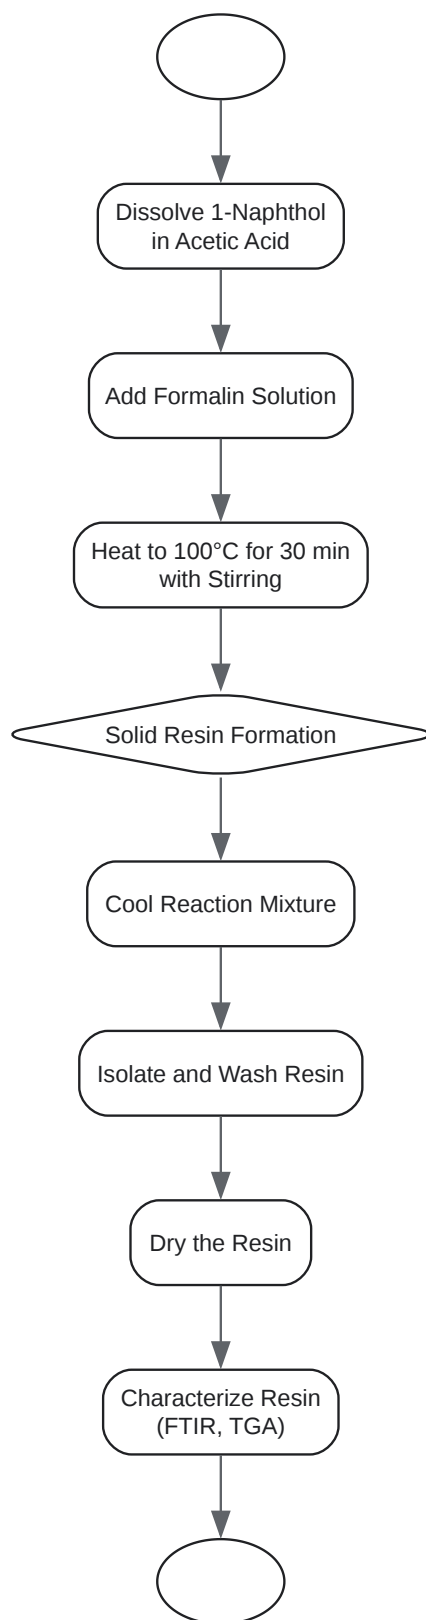 Dissolve 1-Naphthol
in Acetic Acid
Add Formalin Solution
Heat to 100°C for 30 min
with Stirring
Solid Resin Formation
Cool Reaction Mixture
Isolate and Wash Resin
Dry the Resin
Characterize Resin
(FTIR, TGA)